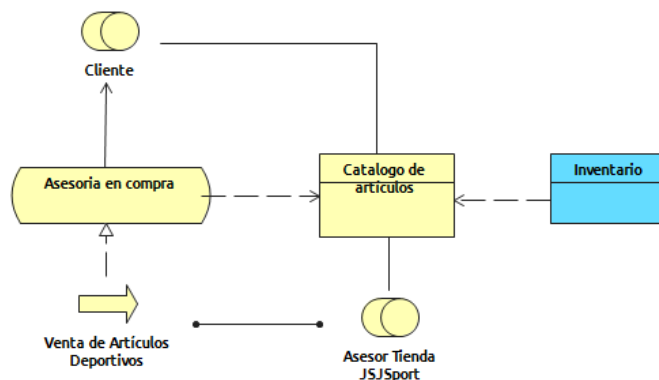 Cliente
Asesoria en compra
Catalogo de
artículos
Inventario
Venta de Artículos
Deportivos
Asesor Tienda
JSJSport